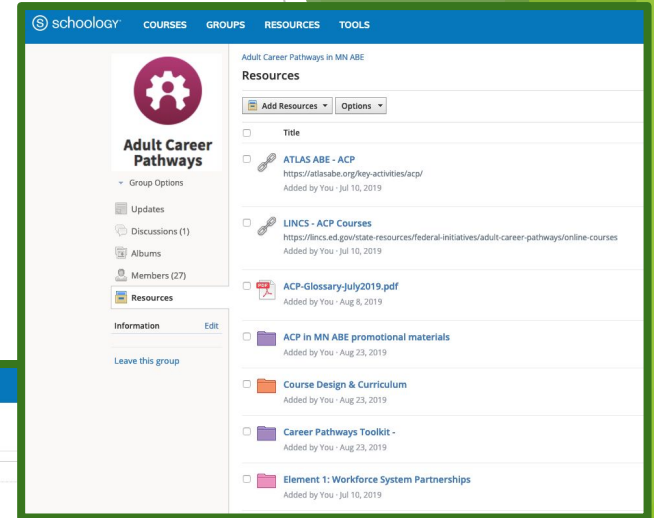 schoology
COURSES GROUPS RESOURCES TOOLS
Adult Career Pathways
Group Options
Updates
Discussions (1)
Albums
Members (27)
Resources
Information Edit
Leave this group
Adult Career Pathways in MN ABE
Resources
Add Resources Options
Title
ATLAS ABE - ACP
https://atlasabe.org/key-activities/acp/
Added by You · Jul 10, 2019
LINCS - ACP Courses
https://lincs.ed.gov/state-resources/federal-initiatives/adult-career-pathways/online-courses
Added by You · Jul 10, 2019
PDF
ACP-Glossary-July2019.pdf
Added by You · Aug 8, 2019
ACP in MN ABE promotional materials
Added by You · Aug 23, 2019
Course Design & Curriculum
Added by You · Aug 23, 2019
Career Pathways Toolkit -
Added by You · Aug 23, 2019
Element 1: Workforce System Partnerships
Added by You · Jul 10, 2019